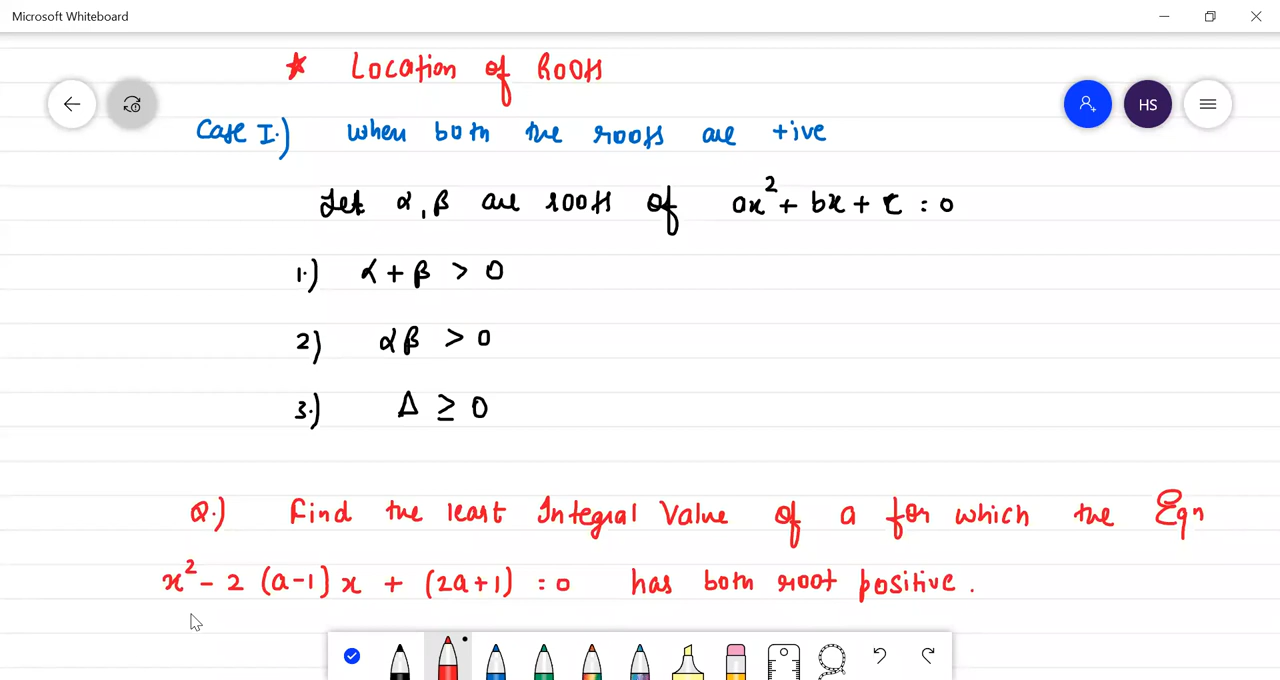 Microsoft Whiteboard
★ Location of Roots
HS
Case I.) when both the roots are +ive
Let α, β are roots of ax² + bx + c = 0
1.) α + β > 0
2) αβ > 0
3.) Δ ≥ 0
Q.) Find the least Integral Value of a for which the Eqn
x² - 2 (a-1) x + (2a+1) = 0 has both root positive.